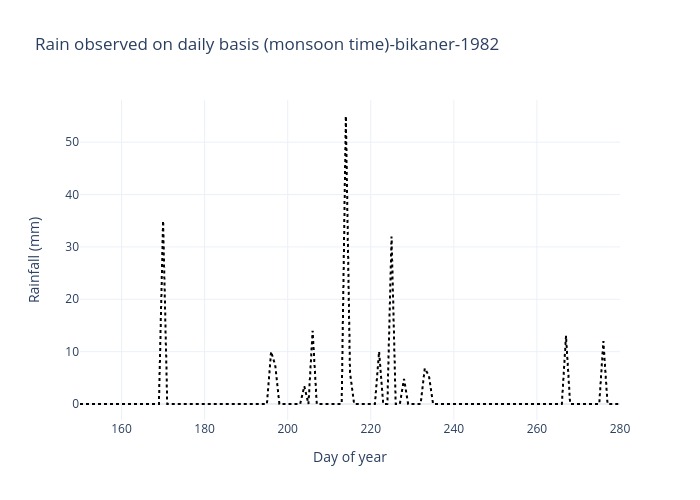 Rain observed on daily basis (monsoon time)-bikaner-1982
Rainfall (mm)
50
40
30
20
10
0
160 180 200 220 240 260 280
Day of year